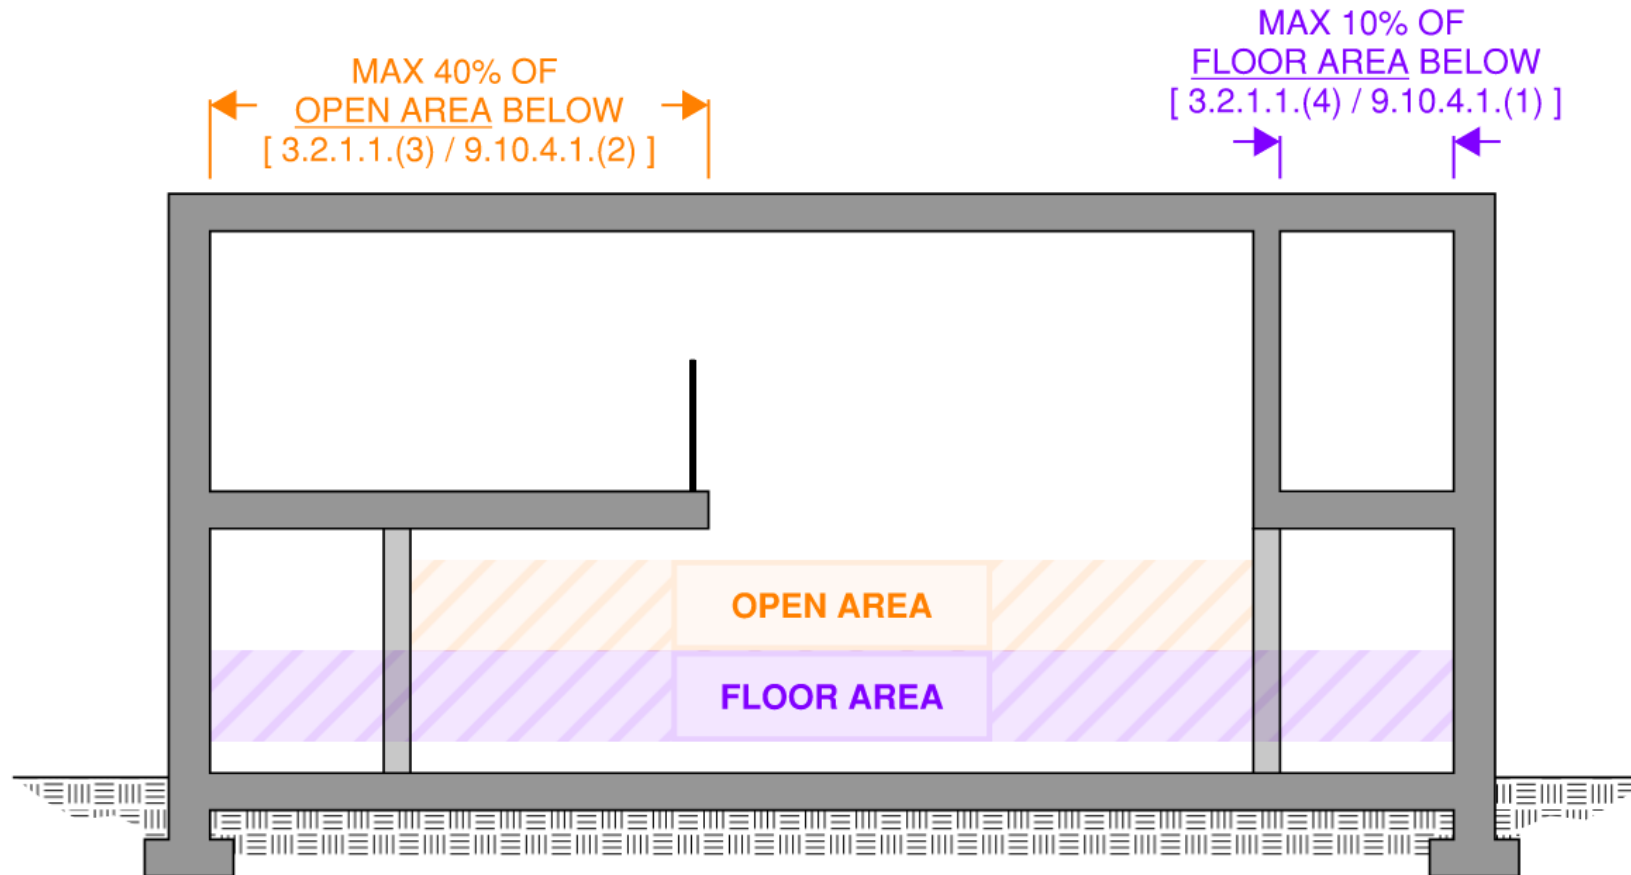 MAX 40% OF
OPEN AREA BELOW
[ 3.2.1.1.(3) / 9.10.4.1.(2) ]
MAX 10% OF
FLOOR AREA BELOW
[ 3.2.1.1.(4) / 9.10.4.1.(1) ]
OPEN AREA
FLOOR AREA